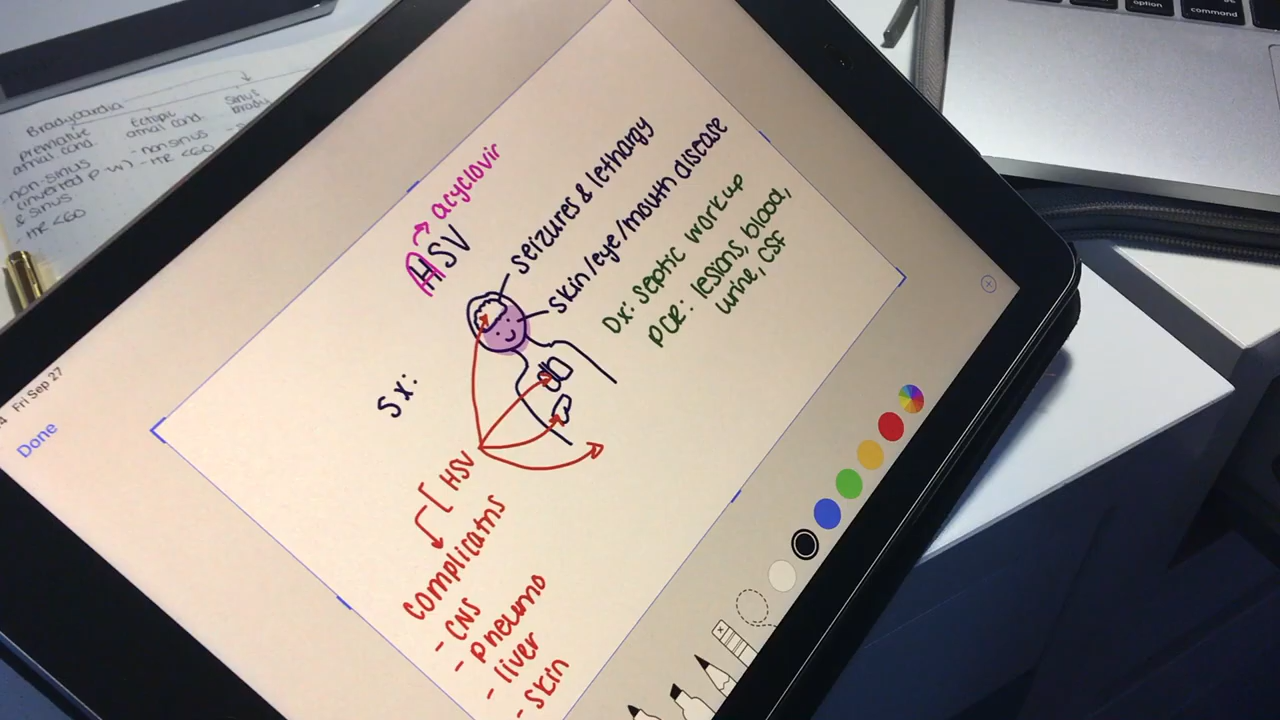 option
command
Bradycardia
premature
atrial cond.
Ectopic
atrial cond.
sinus
brady
- non-sinus
(inverted P w)
& sinus
HR <60
- non sinus
- HR <60
Fri Sep 27
Done
HSV
acyclovir
Sx:
seizures & lethargy
skin/eye/mouth disease
Dx: septic workup
PCR: lesions, blood,
urine, CSF
HSV
complicatns
- CNS
- pneumo
- liver
- skin